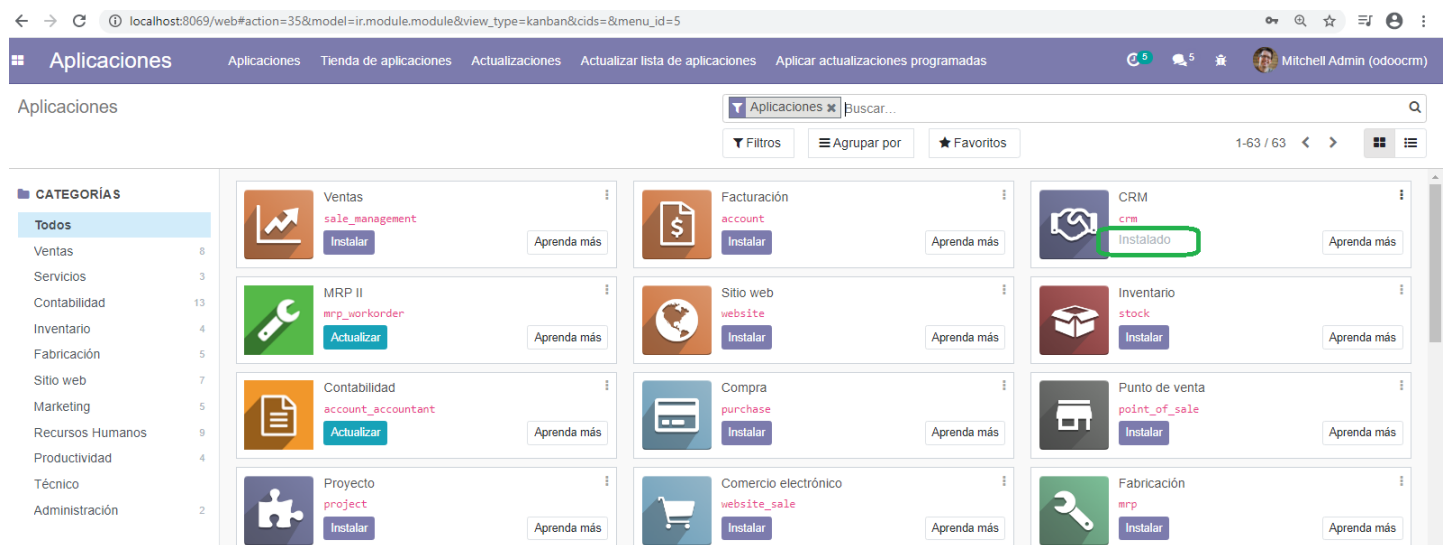 localhost:8069/web#action=35&model=ir.module.module&view_type=kanban&cids=&menu_id=5
Aplicaciones Aplicaciones Tienda de aplicaciones Actualizaciones Actualizar lista de aplicaciones Aplicar actualizaciones programadas 5 5 Mitchell Admin (odoocrm)
Aplicaciones
Aplicaciones Buscar...
Filtros Agrupar por Favoritos 1-63 / 63
CATEGORÍAS
Todos
Ventas 8
Servicios 3
Contabilidad 13
Inventario 4
Fabricación 5
Sitio web 7
Marketing 5
Recursos Humanos 9
Productividad 4
Técnico
Administración 2
Ventas
sale_management
Instalar Aprenda más
Facturación
account
Instalar Aprenda más
CRM
crm
Instalado Aprenda más
MRP II
mrp_workorder
Actualizar Aprenda más
Sitio web
website
Instalar Aprenda más
Inventario
stock
Instalar Aprenda más
Contabilidad
account_accountant
Actualizar Aprenda más
Compra
purchase
Instalar Aprenda más
Punto de venta
point_of_sale
Instalar Aprenda más
Proyecto
project
Instalar Aprenda más
Comercio electrónico
website_sale
Instalar Aprenda más
Fabricación
mrp
Instalar Aprenda más